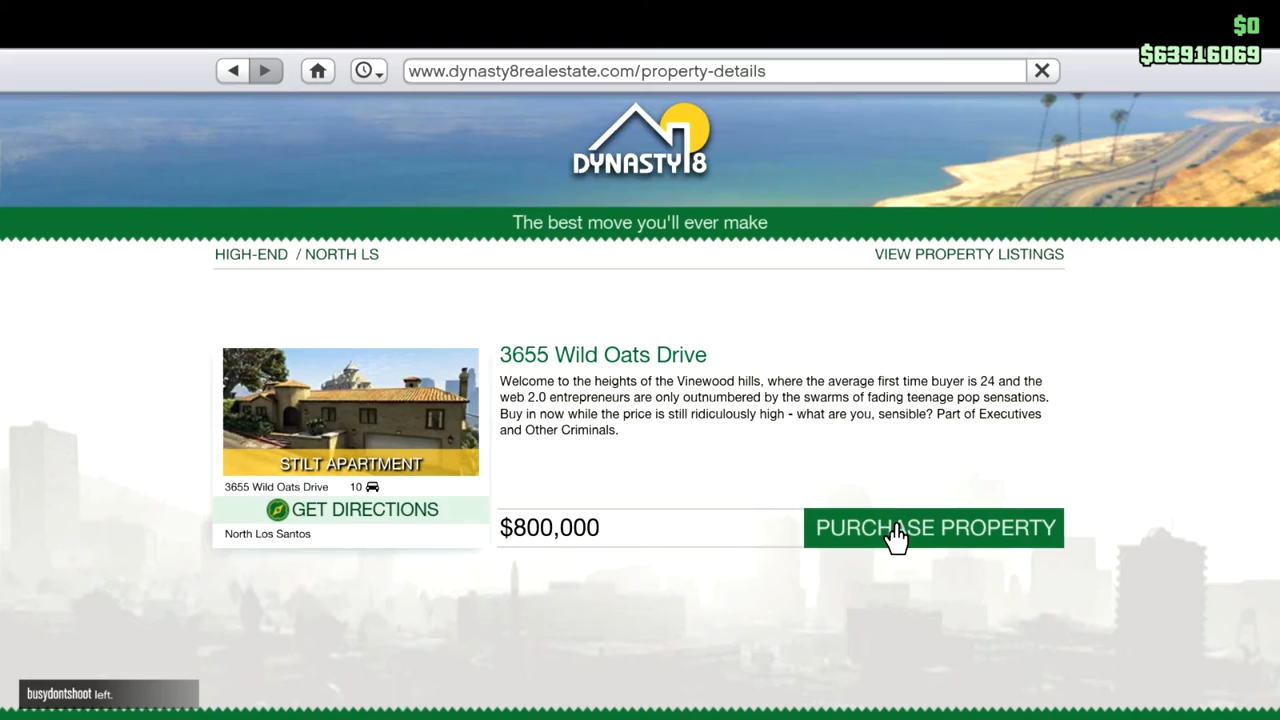 $0
$63916069
www.dynasty8realestate.com/property-details
DYNASTY 8
The best move you'll ever make
HIGH-END / NORTH LS
VIEW PROPERTY LISTINGS
3655 Wild Oats Drive
Welcome to the heights of the Vinewood hills, where the average first time buyer is 24 and the
web 2.0 entrepreneurs are only outnumbered by the swarms of fading teenage pop sensations.
Buy in now while the price is still ridiculously high - what are you, sensible? Part of Executives
and Other Criminals.
STILT APARTMENT
3655 Wild Oats Drive 10
GET DIRECTIONS
North Los Santos
$800,000
PURCHASE PROPERTY
busydontshoot left.